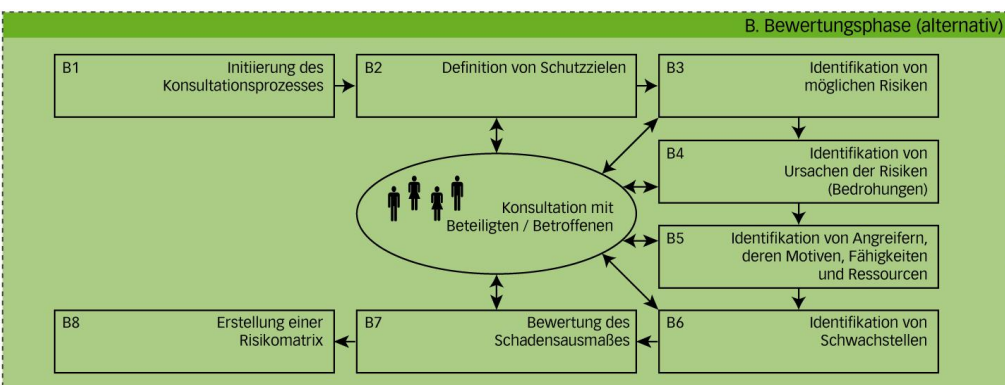 B. Bewertungsphase (alternativ)
B1 Initiierung des
Konsultationsprozesses
B2 Definition von Schutzzielen
B3 Identifikation von
möglichen Risiken
B4 Identifikation von
Ursachen der Risiken
(Bedrohungen)
Konsultation mit
Beteiligten / Betroffenen
B5 Identifikation von Angreifern,
deren Motiven, Fähigkeiten
und Ressourcen
B8 Erstellung einer
Risikomatrix
B7 Bewertung des
Schadensausmaßes
B6 Identifikation von
Schwachstellen